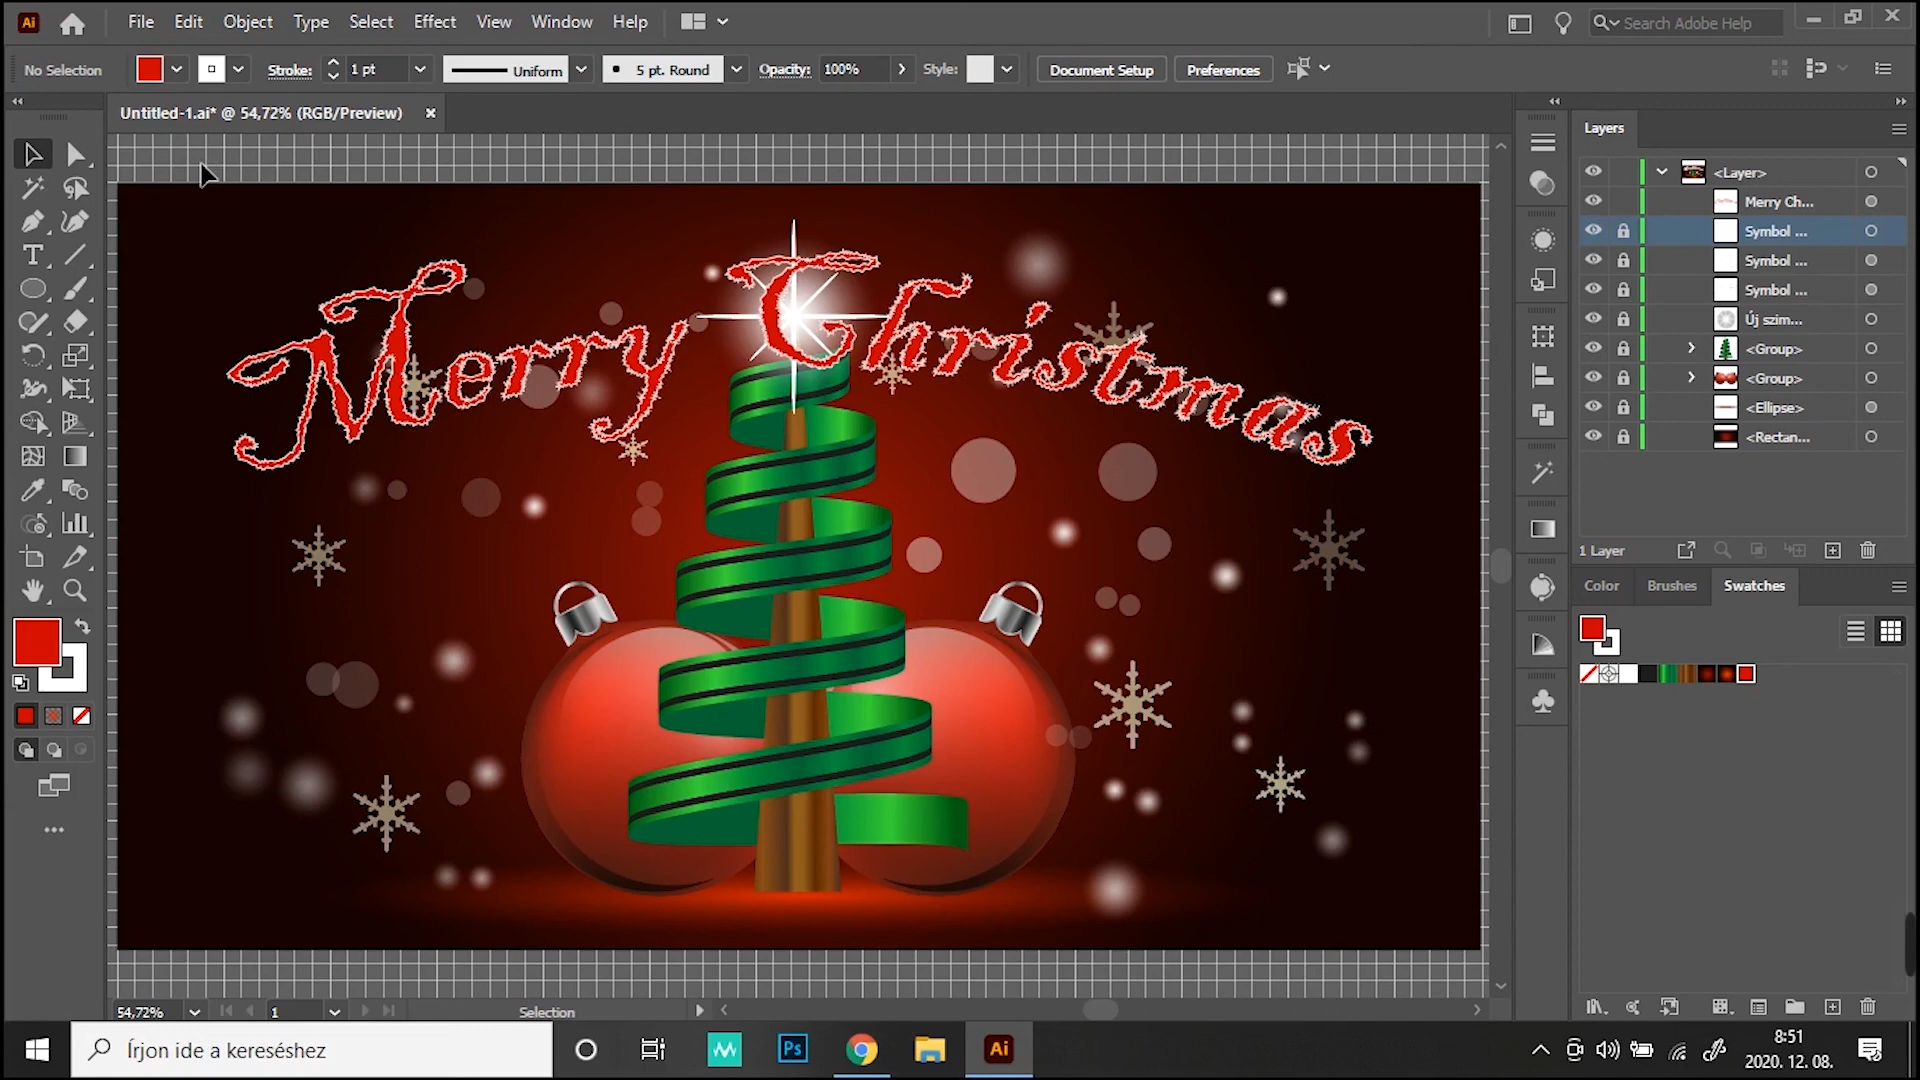 Ai File Edit Object Type Select Effect View Window Help Search Adobe Help
No Selection Stroke: 1 pt Uniform 5 pt. Round Opacity: 100% Style: Document Setup Preferences
Untitled-1.ai* @ 54,72% (RGB/Preview)
Merry Christmas
Layers
<Layer>
Merry Ch...
Symbol ...
Symbol ...
Symbol ...
Új szim...
<Group>
<Group>
<Ellipse>
<Rectan...
1 Layer
Color Brushes Swatches
54,72% 1 Selection
Írjon ide a kereséshez
Ps
Ai
8:51
2020. 12. 08.